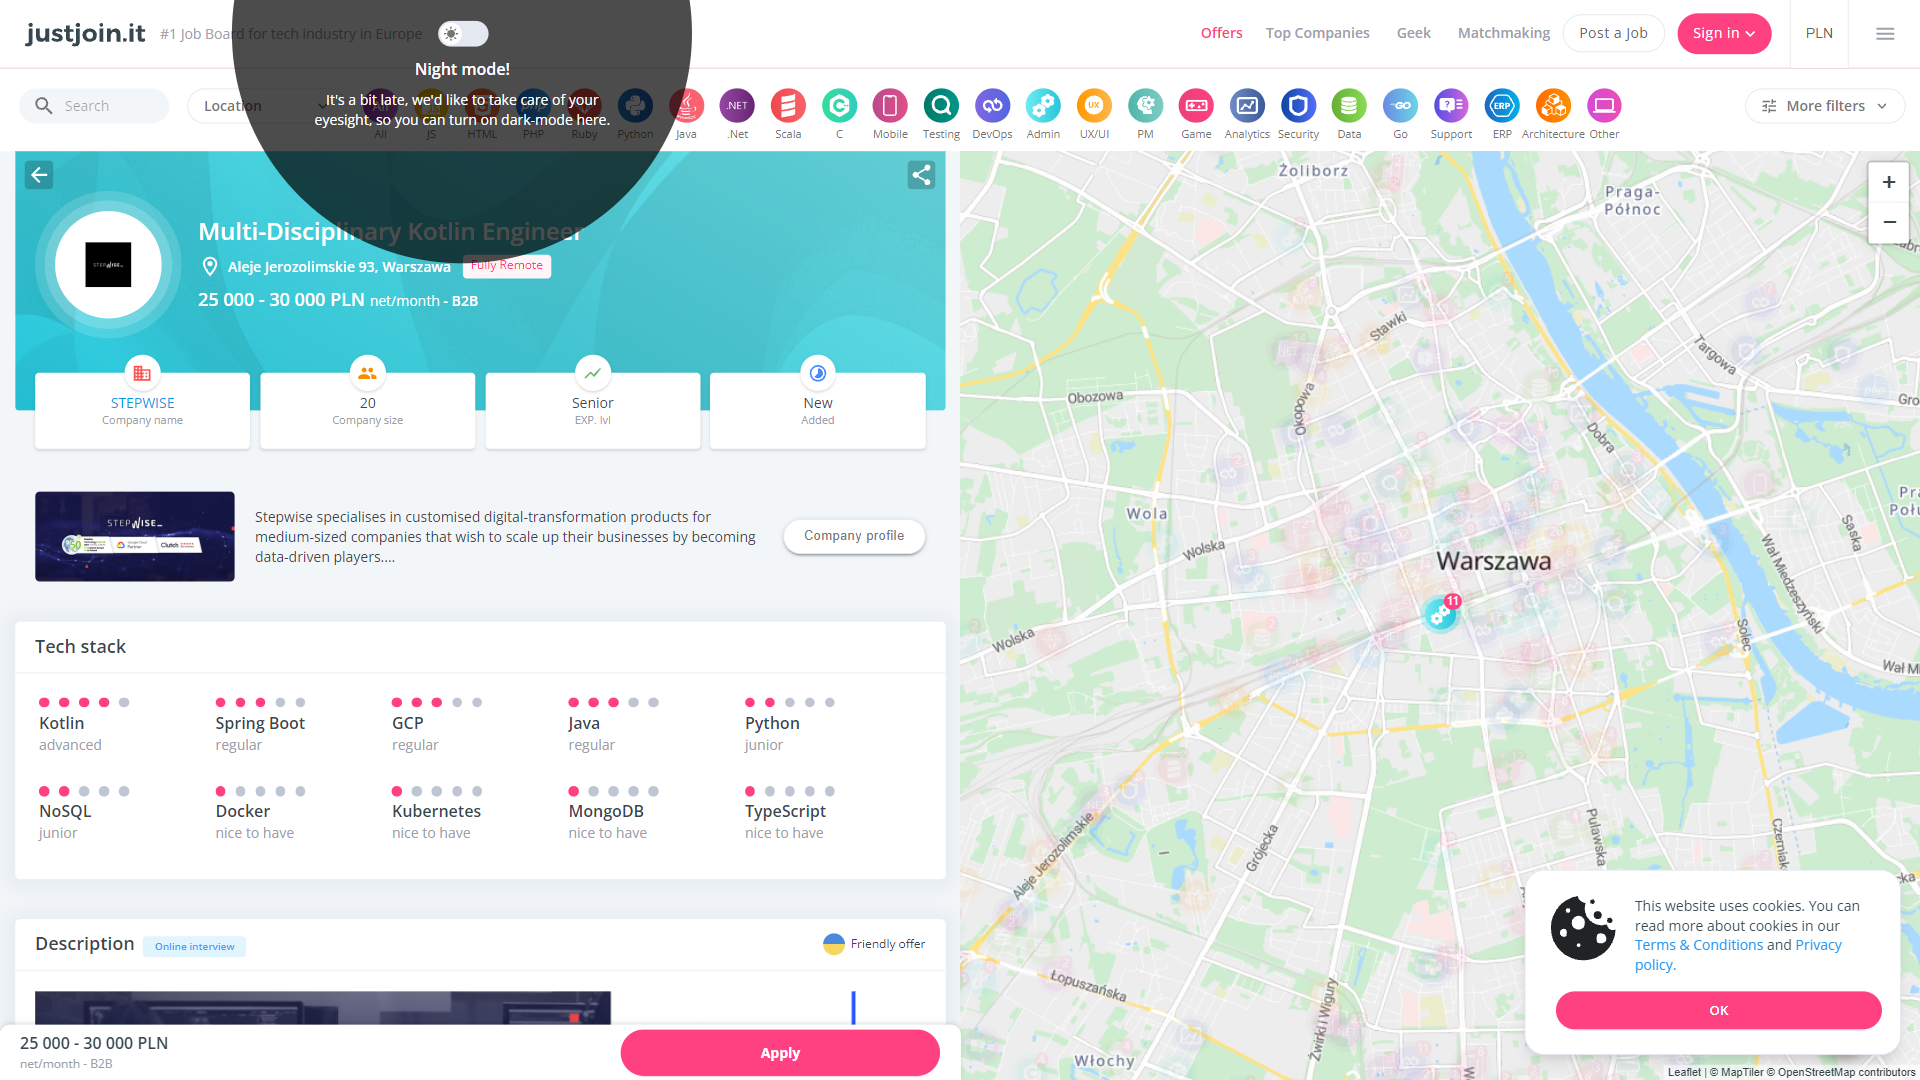 justjoin.it
#1 Job Board for tech industry in Europe
Offers
Top Companies
Geek
Matchmaking
Post a Job
Sign in
PLN
Night mode!
It's a bit late, we'd like to take care of your
eyesight, so you can turn on dark-mode here.
Search
Location
All
JS
HTML
PHP
Ruby
Python
Java
.NET
.Net
Scala
C
Mobile
Testing
DevOps
Admin
UX
UX/UI
PM
Game
Analytics
Security
Data
GO
Go
Support
ERP
ERP
Architecture
Other
More filters
Multi-Disciplinary Kotlin Engineer
Aleje Jerozolimskie 93, Warszawa
Fully Remote
25 000 - 30 000 PLN net/month - B2B
STEPWISE
Company name
20
Company size
Senior
EXP. lvl
New
Added
STEPWISE_
Stepwise specialises in customised digital-transformation products for
medium-sized companies that wish to scale up their businesses by becoming
data-driven players....
Company profile
Tech stack
Kotlin
advanced
Spring Boot
regular
GCP
regular
Java
regular
Python
junior
NoSQL
junior
Docker
nice to have
Kubernetes
nice to have
MongoDB
nice to have
TypeScript
nice to have
Description
Online interview
Friendly offer
25 000 - 30 000 PLN
net/month - B2B
Apply
Żoliborz
Praga-
Północ
+
−
Stawki
Targowa
Obozowa
Okopowa
Dobra
Wola
Wolska
Saska
Wał Miedzeszyński
Warszawa
11
Wolska
Solec
Wał Mi
Aleje Jerozolimskie
Grójecka
Puławska
Czerniak
Łopuszańska
Żwirki i Wigury
Włochy
This website uses cookies. You can
read more about cookies in our
Terms & Conditions and Privacy
policy.
OK
Leaflet | © MapTiler © OpenStreetMap contributors